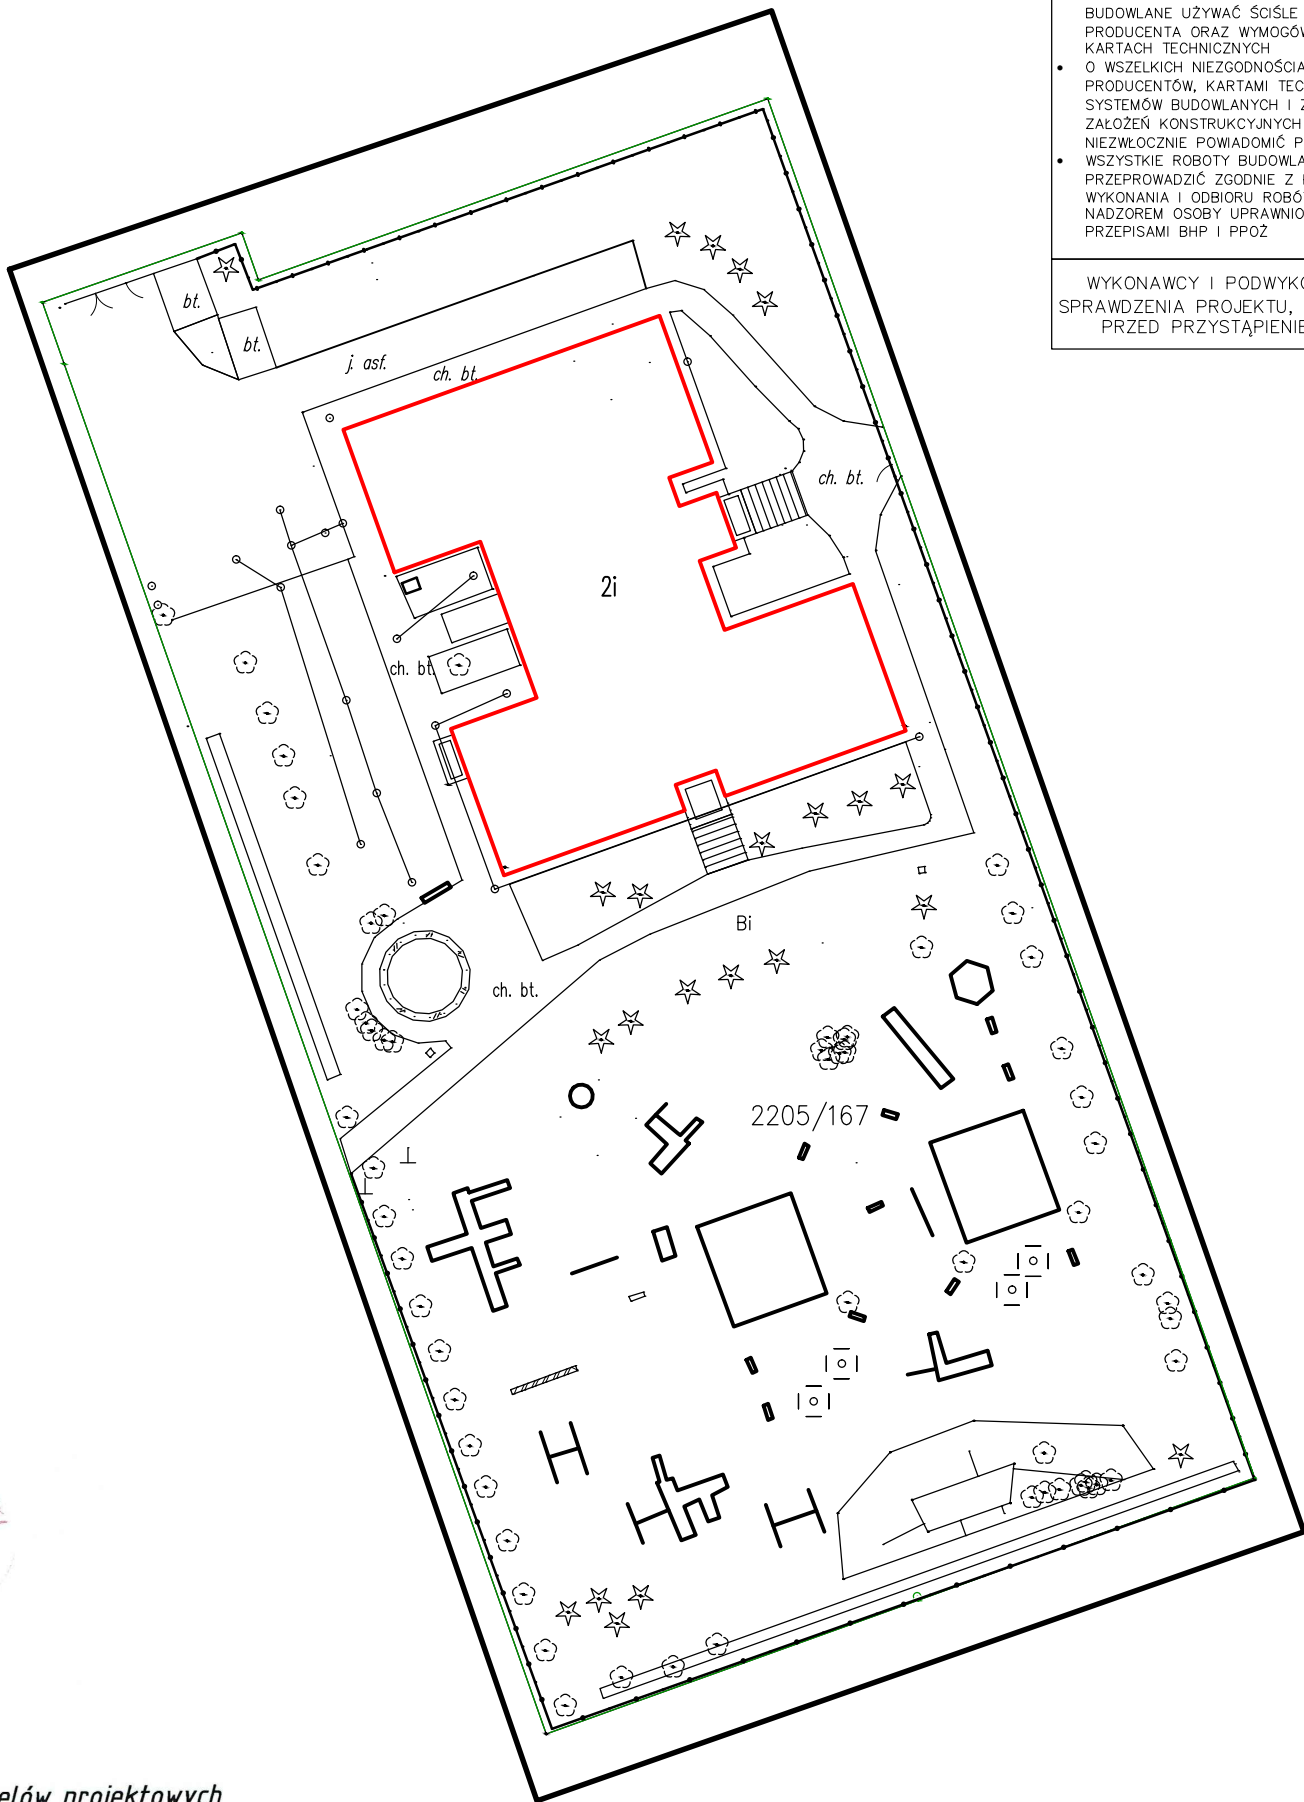 BUDOWLANE UŻYWAĆ ŚCIŚLE
PRODUCENTA ORAZ WYMOGÓW
KARTACH TECHNICZNYCH
• O WSZELKICH NIEZGODNOŚCIA
PRODUCENTÓW, KARTAMI TEC
SYSTEMÓW BUDOWLANYCH I Z
ZAŁOŻEŃ KONSTRUKCYJNYCH
NIEZWŁOCZNIE POWIADOMIĆ P
• WSZYSTKIE ROBOTY BUDOWLA
PRZEPROWADZIĆ ZGODNIE Z
WYKONANIA I ODBIORU ROBÓ
NADZOREM OSOBY UPRAWNIO
PRZEPISAMI BHP I PPOŻ
WYKONAWCY I PODWYKO
SPRAWDZENIA PROJEKTU,
PRZED PRZYSTĄPIENIE
bt.
bt.
j. asf.
ch. bt.
ch. bt.
2i
ch. bt.
Bi
ch. bt.
2205/167
elów projektowych